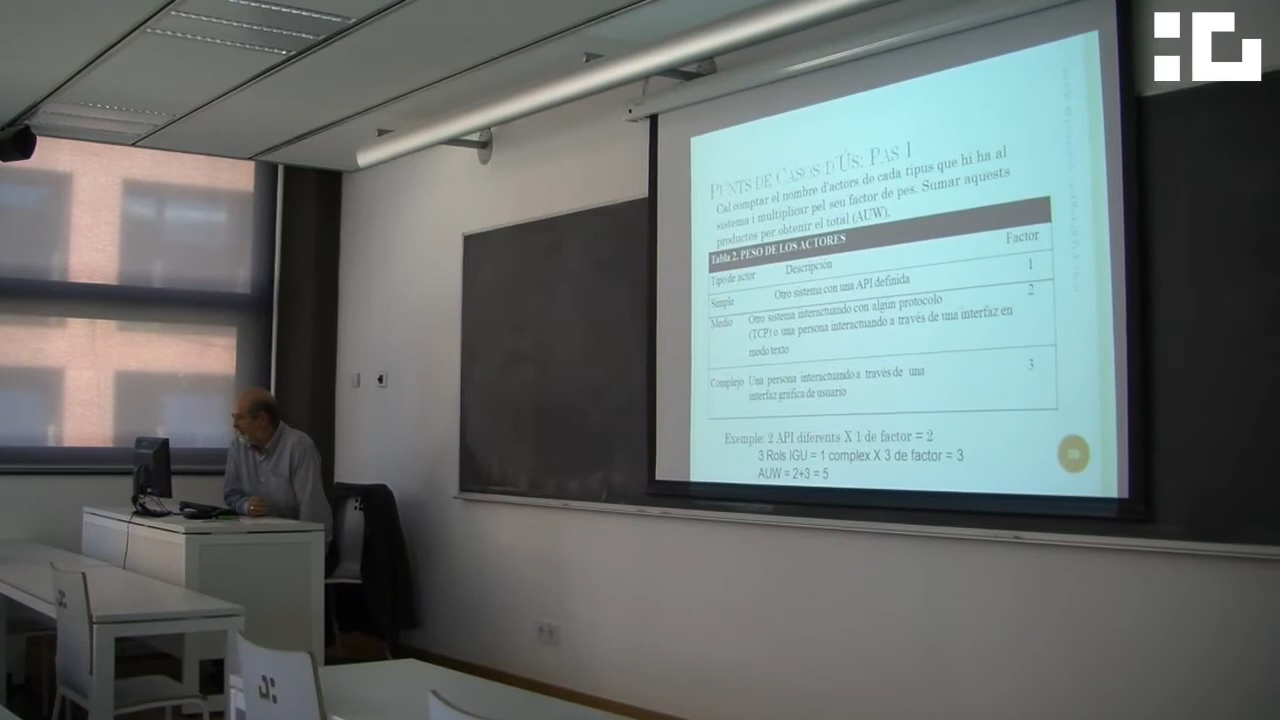 PUNTS DE CASOS D'ÚS: PAS 1
Cal comptar el nombre d'actors de cada tipus que hi ha al
sistema i multiplicar pel seu factor de pes. Sumar aquests
productes per obtenir el total (AUW).
Tabla 2. PESO DE LOS ACTORES
Tipo de actor Descripción Factor
Simple Otro sistema con una API definida 1
Medio Otro sistema interactuando con algún protocolo 2
(TCP) o una persona interactuando a través de una interfaz en
modo texto
Complejo Una persona interactuando a través de una 3
interfaz gráfica de usuario
Exemple: 2 API diferents X 1 de factor = 2
3 Rols IGU = 1 complex X 3 de factor = 3
AUW = 2+3 = 5